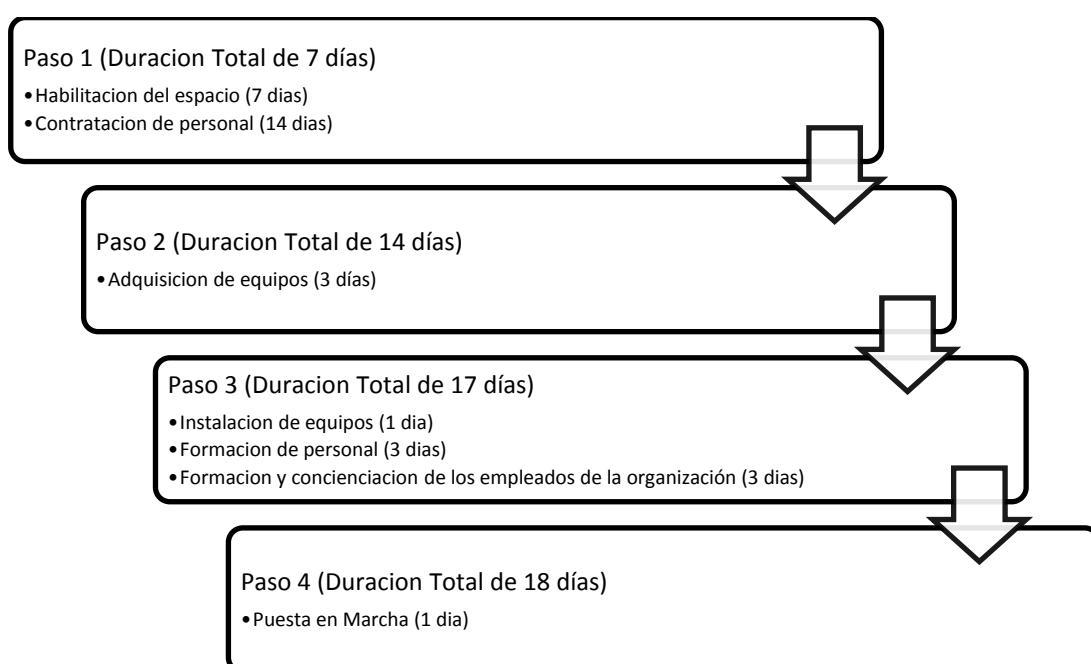 Paso 1 (Duracion Total de 7 días)
•Habilitacion del espacio (7 dias)
•Contratacion de personal (14 dias)
Paso 2 (Duracion Total de 14 días)
•Adquisicion de equipos (3 días)
Paso 3 (Duracion Total de 17 días)
•Instalacion de equipos (1 dia)
•Formacion de personal (3 dias)
•Formacion y concienciacion de los empleados de la organización (3 dias)
Paso 4 (Duracion Total de 18 días)
•Puesta en Marcha (1 dia)